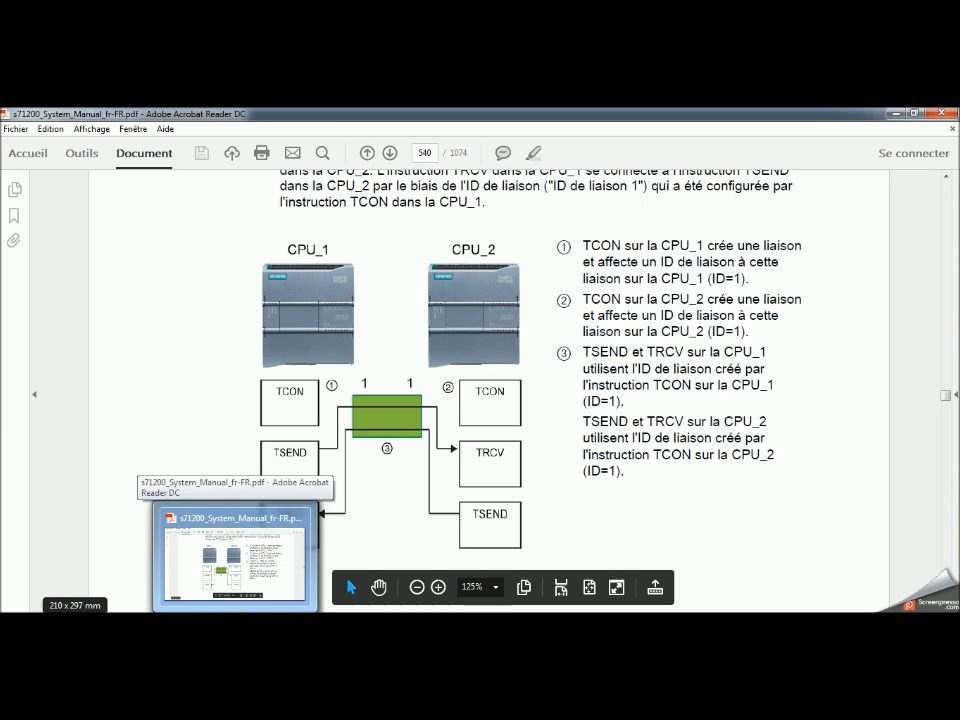 s71200_System_Manual_fr-FR.pdf - Adobe Acrobat Reader DC
Fichier Edition Affichage Fenêtre Aide
Accueil Outils Document 540 / 1074 Se connecter
dans la CPU_2. L'instruction TRCV dans la CPU_1 se connecte à l'instruction TSEND
dans la CPU_2 par le biais de l'ID de liaison ("ID de liaison 1") qui a été configurée par
l'instruction TCON dans la CPU_1.
CPU_1 CPU_2
SIEMENS SIEMENS
TCON ① 1 1 ② TCON
TSEND ③ TRCV
TSEND
① TCON sur la CPU_1 crée une liaison
et affecte un ID de liaison à cette
liaison sur la CPU_1 (ID=1).
② TCON sur la CPU_2 crée une liaison
et affecte un ID de liaison à cette
liaison sur la CPU_2 (ID=1).
③ TSEND et TRCV sur la CPU_1
utilisent l'ID de liaison créé par
l'instruction TCON sur la CPU_1
(ID=1).
TSEND et TRCV sur la CPU_2
utilisent l'ID de liaison créé par
l'instruction TCON sur la CPU_2
(ID=1).
s71200_System_Manual_fr-FR.pdf - Adobe Acrobat
Reader DC
s71200_System_Manual_fr-FR.p...
125%
210 x 297 mm
Screenpresso
.com